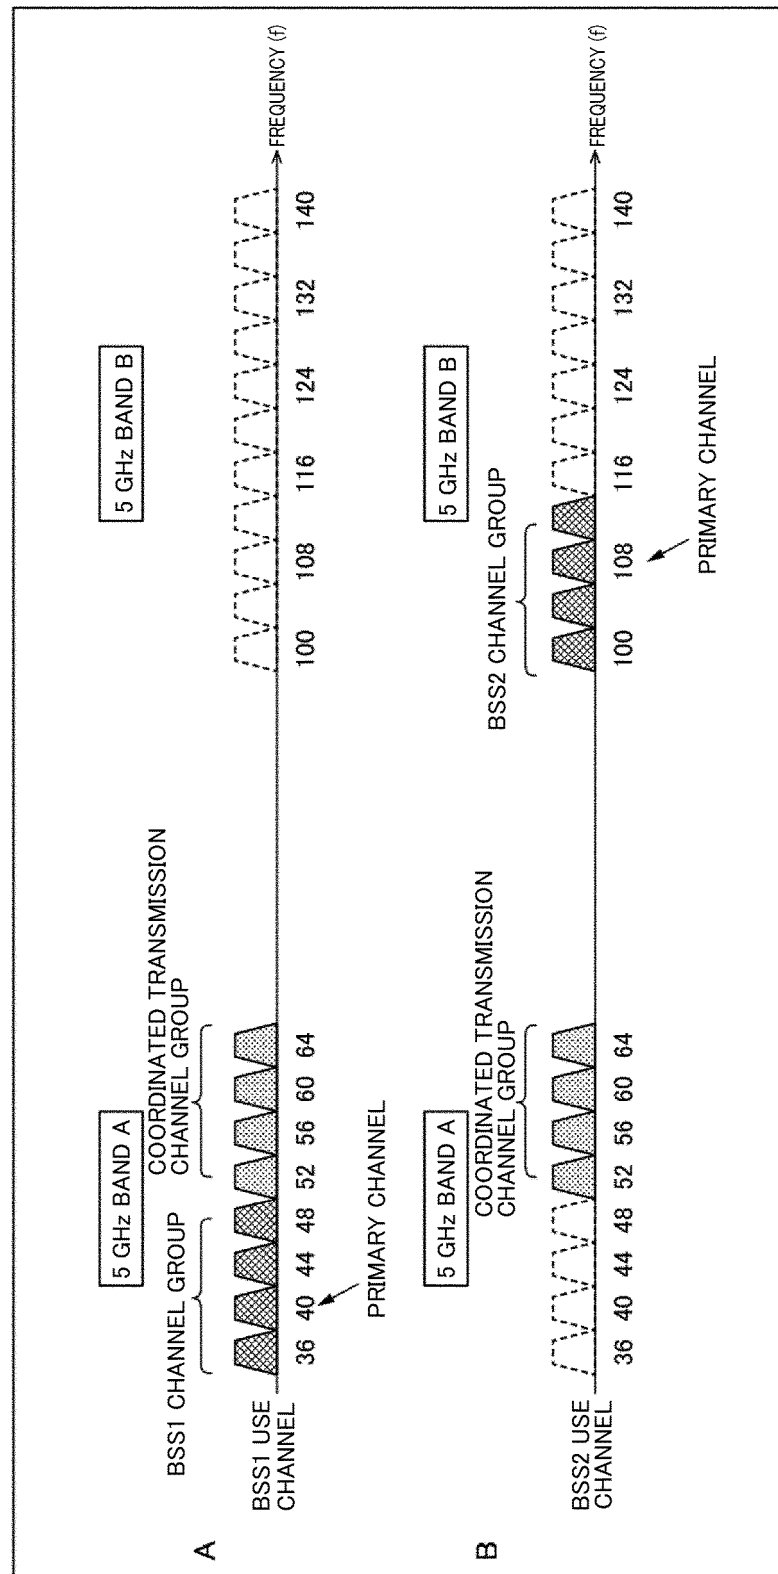 A
5 GHz BAND A
5 GHz BAND B
BSS1 CHANNEL GROUP
COORDINATED TRANSMISSION
CHANNEL GROUP
BSS1 USE
CHANNEL
FREQUENCY (f)
36 40 44 48 52 56 60 64 100 108 116 124 132 140
PRIMARY CHANNEL
B
5 GHz BAND A
5 GHz BAND B
COORDINATED TRANSMISSION
CHANNEL GROUP
BSS2 CHANNEL GROUP
BSS2 USE
CHANNEL
FREQUENCY (f)
36 40 44 48 52 56 60 64 100 108 116 124 132 140
PRIMARY CHANNEL